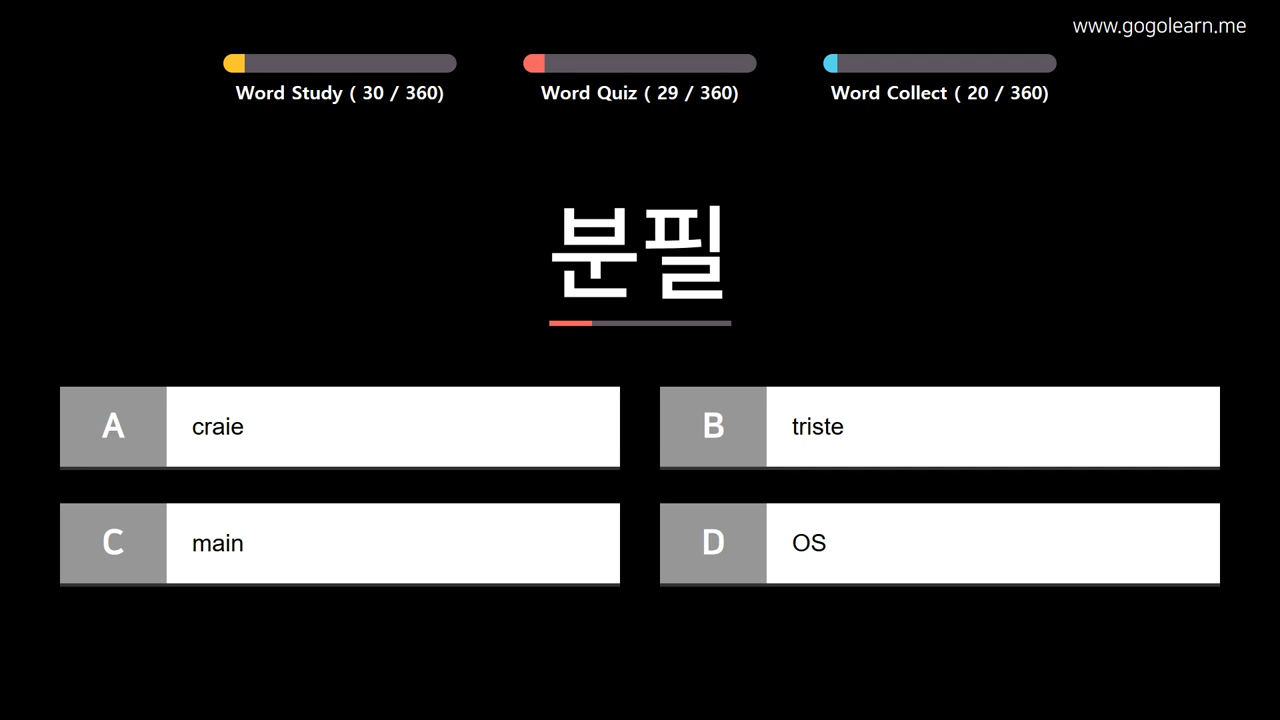 www.gogolearn.me
Word Study ( 30 / 360)
Word Quiz ( 29 / 360)
Word Collect ( 20 / 360)
분필
A craie
B triste
C main
D OS